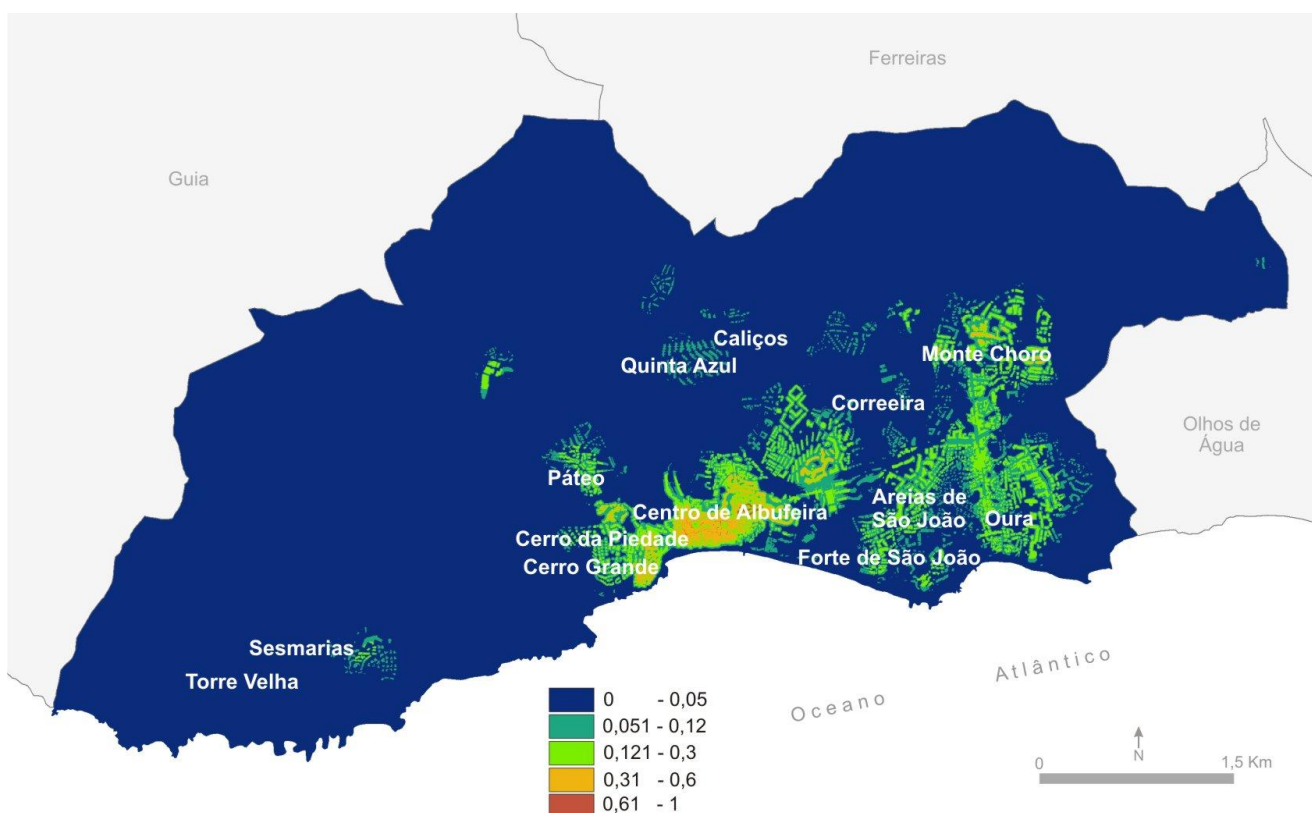 Ferreiras
Guia
Caliços
Monte Choro
Quinta Azul
Correeira
Olhos de
Água
Páteo
Areias de
São João
Centro de Albufeira
Oura
Cerro da Piedade
Forte de São João
Cerro Grande
Sesmarias
Torre Velha
Oceano Atlântico
0 - 0,05
0,051 - 0,12
0,121 - 0,3
0,31 - 0,6
0,61 - 1
N
0 1,5 Km